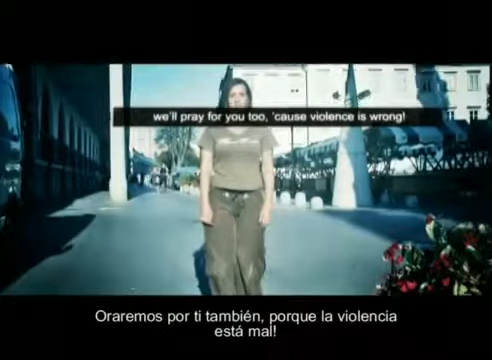 we'll pray for you too, 'cause violence is wrong!
Oraremos por ti también, porque la violencia
está mal!